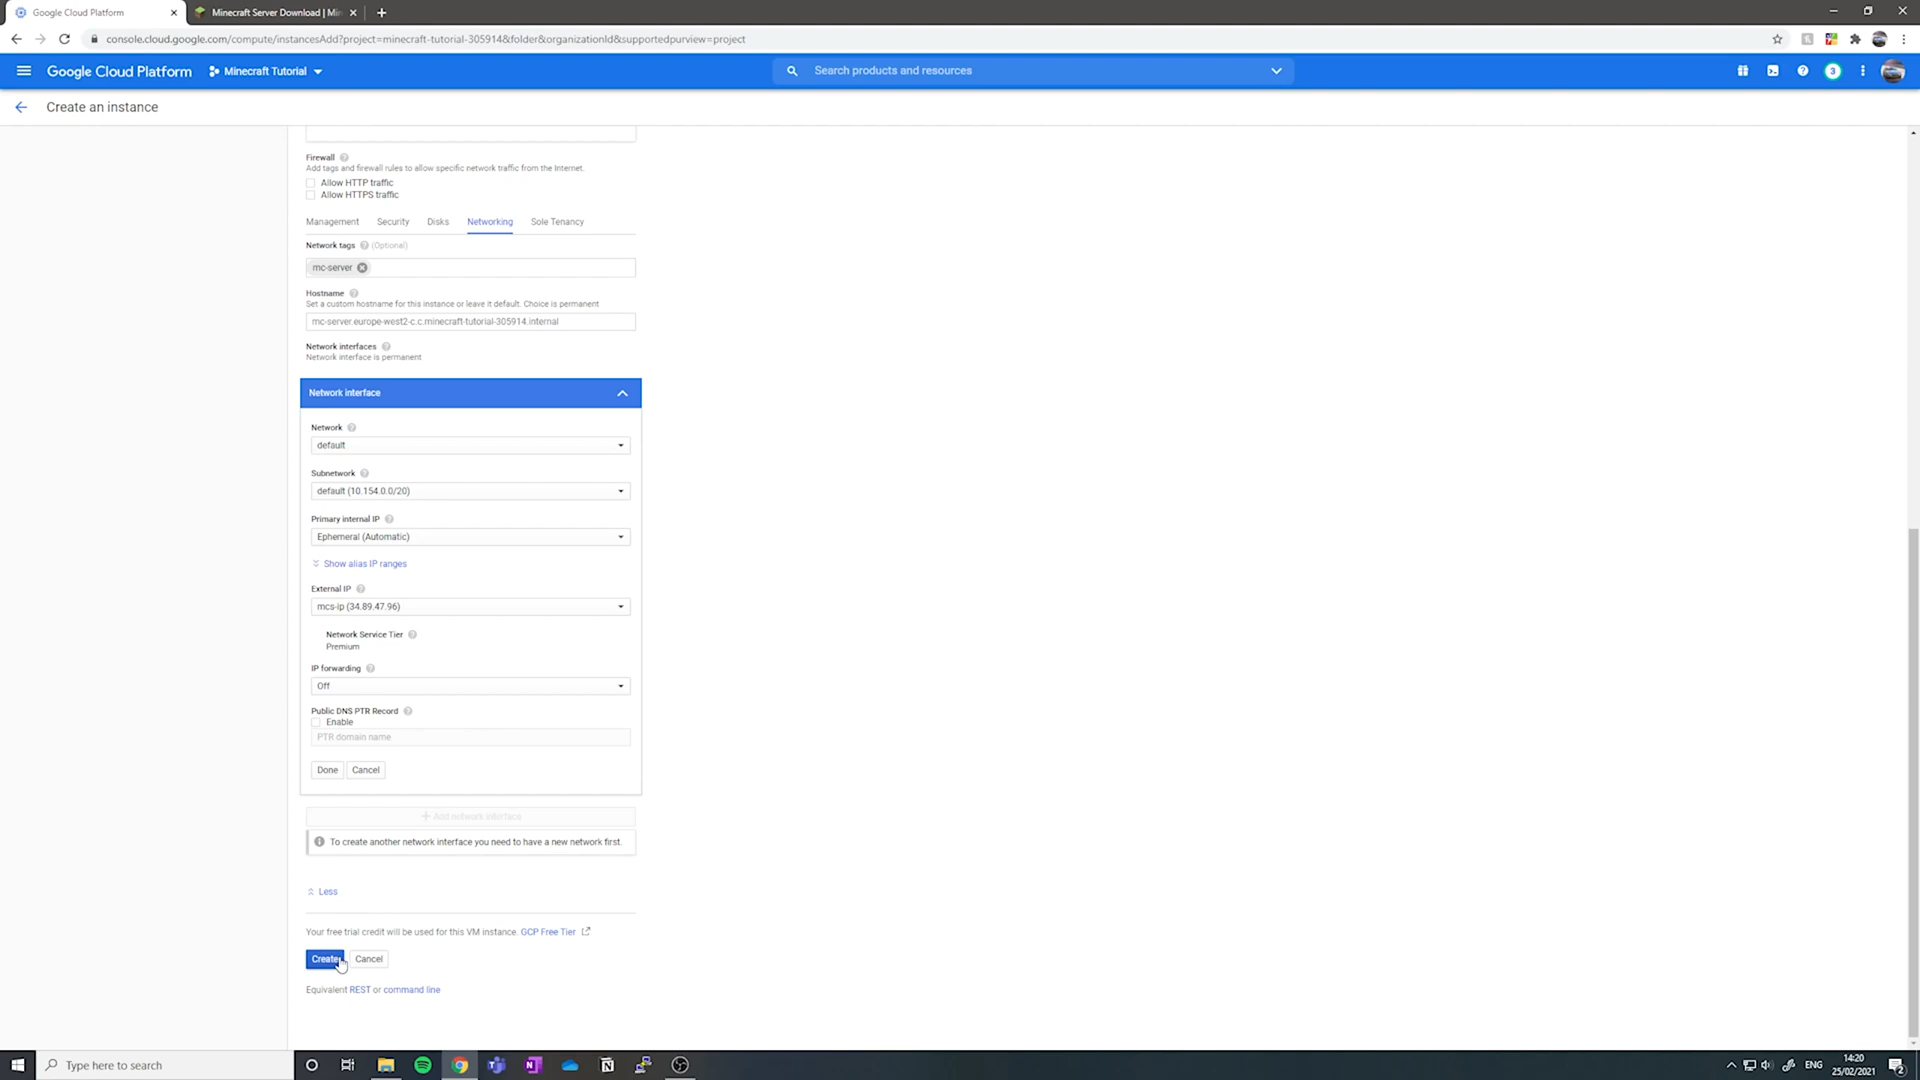 Google Cloud Platform
Minecraft Server Download | Min
console.cloud.google.com/compute/instancesAdd?project=minecraft-tutorial-305914&folder&organizationId&supportedpurview=project
Google Cloud Platform
Minecraft Tutorial
Search products and resources
3
Create an instance
Firewall
Add tags and firewall rules to allow specific network traffic from the Internet.
Allow HTTP traffic
Allow HTTPS traffic
Management Security Disks Networking Sole Tenancy
Network tags (Optional)
mc-server
Hostname
Set a custom hostname for this instance or leave it default. Choice is permanent
mc-server.europe-west2-c.c.minecraft-tutorial-305914.internal
Network interfaces
Network interface is permanent
Network interface
Network
default
Subnetwork
default (10.154.0.0/20)
Primary internal IP
Ephemeral (Automatic)
Show alias IP ranges
External IP
mcs-ip (34.89.47.96)
Network Service Tier
Premium
IP forwarding
Off
Public DNS PTR Record
Enable
PTR domain name
Done Cancel
+ Add network interface
To create another network interface you need to have a new network first.
Less
Your free trial credit will be used for this VM instance. GCP Free Tier
Create Cancel
Equivalent REST or command line
Type here to search
ENG
14:20
25/02/2021
2